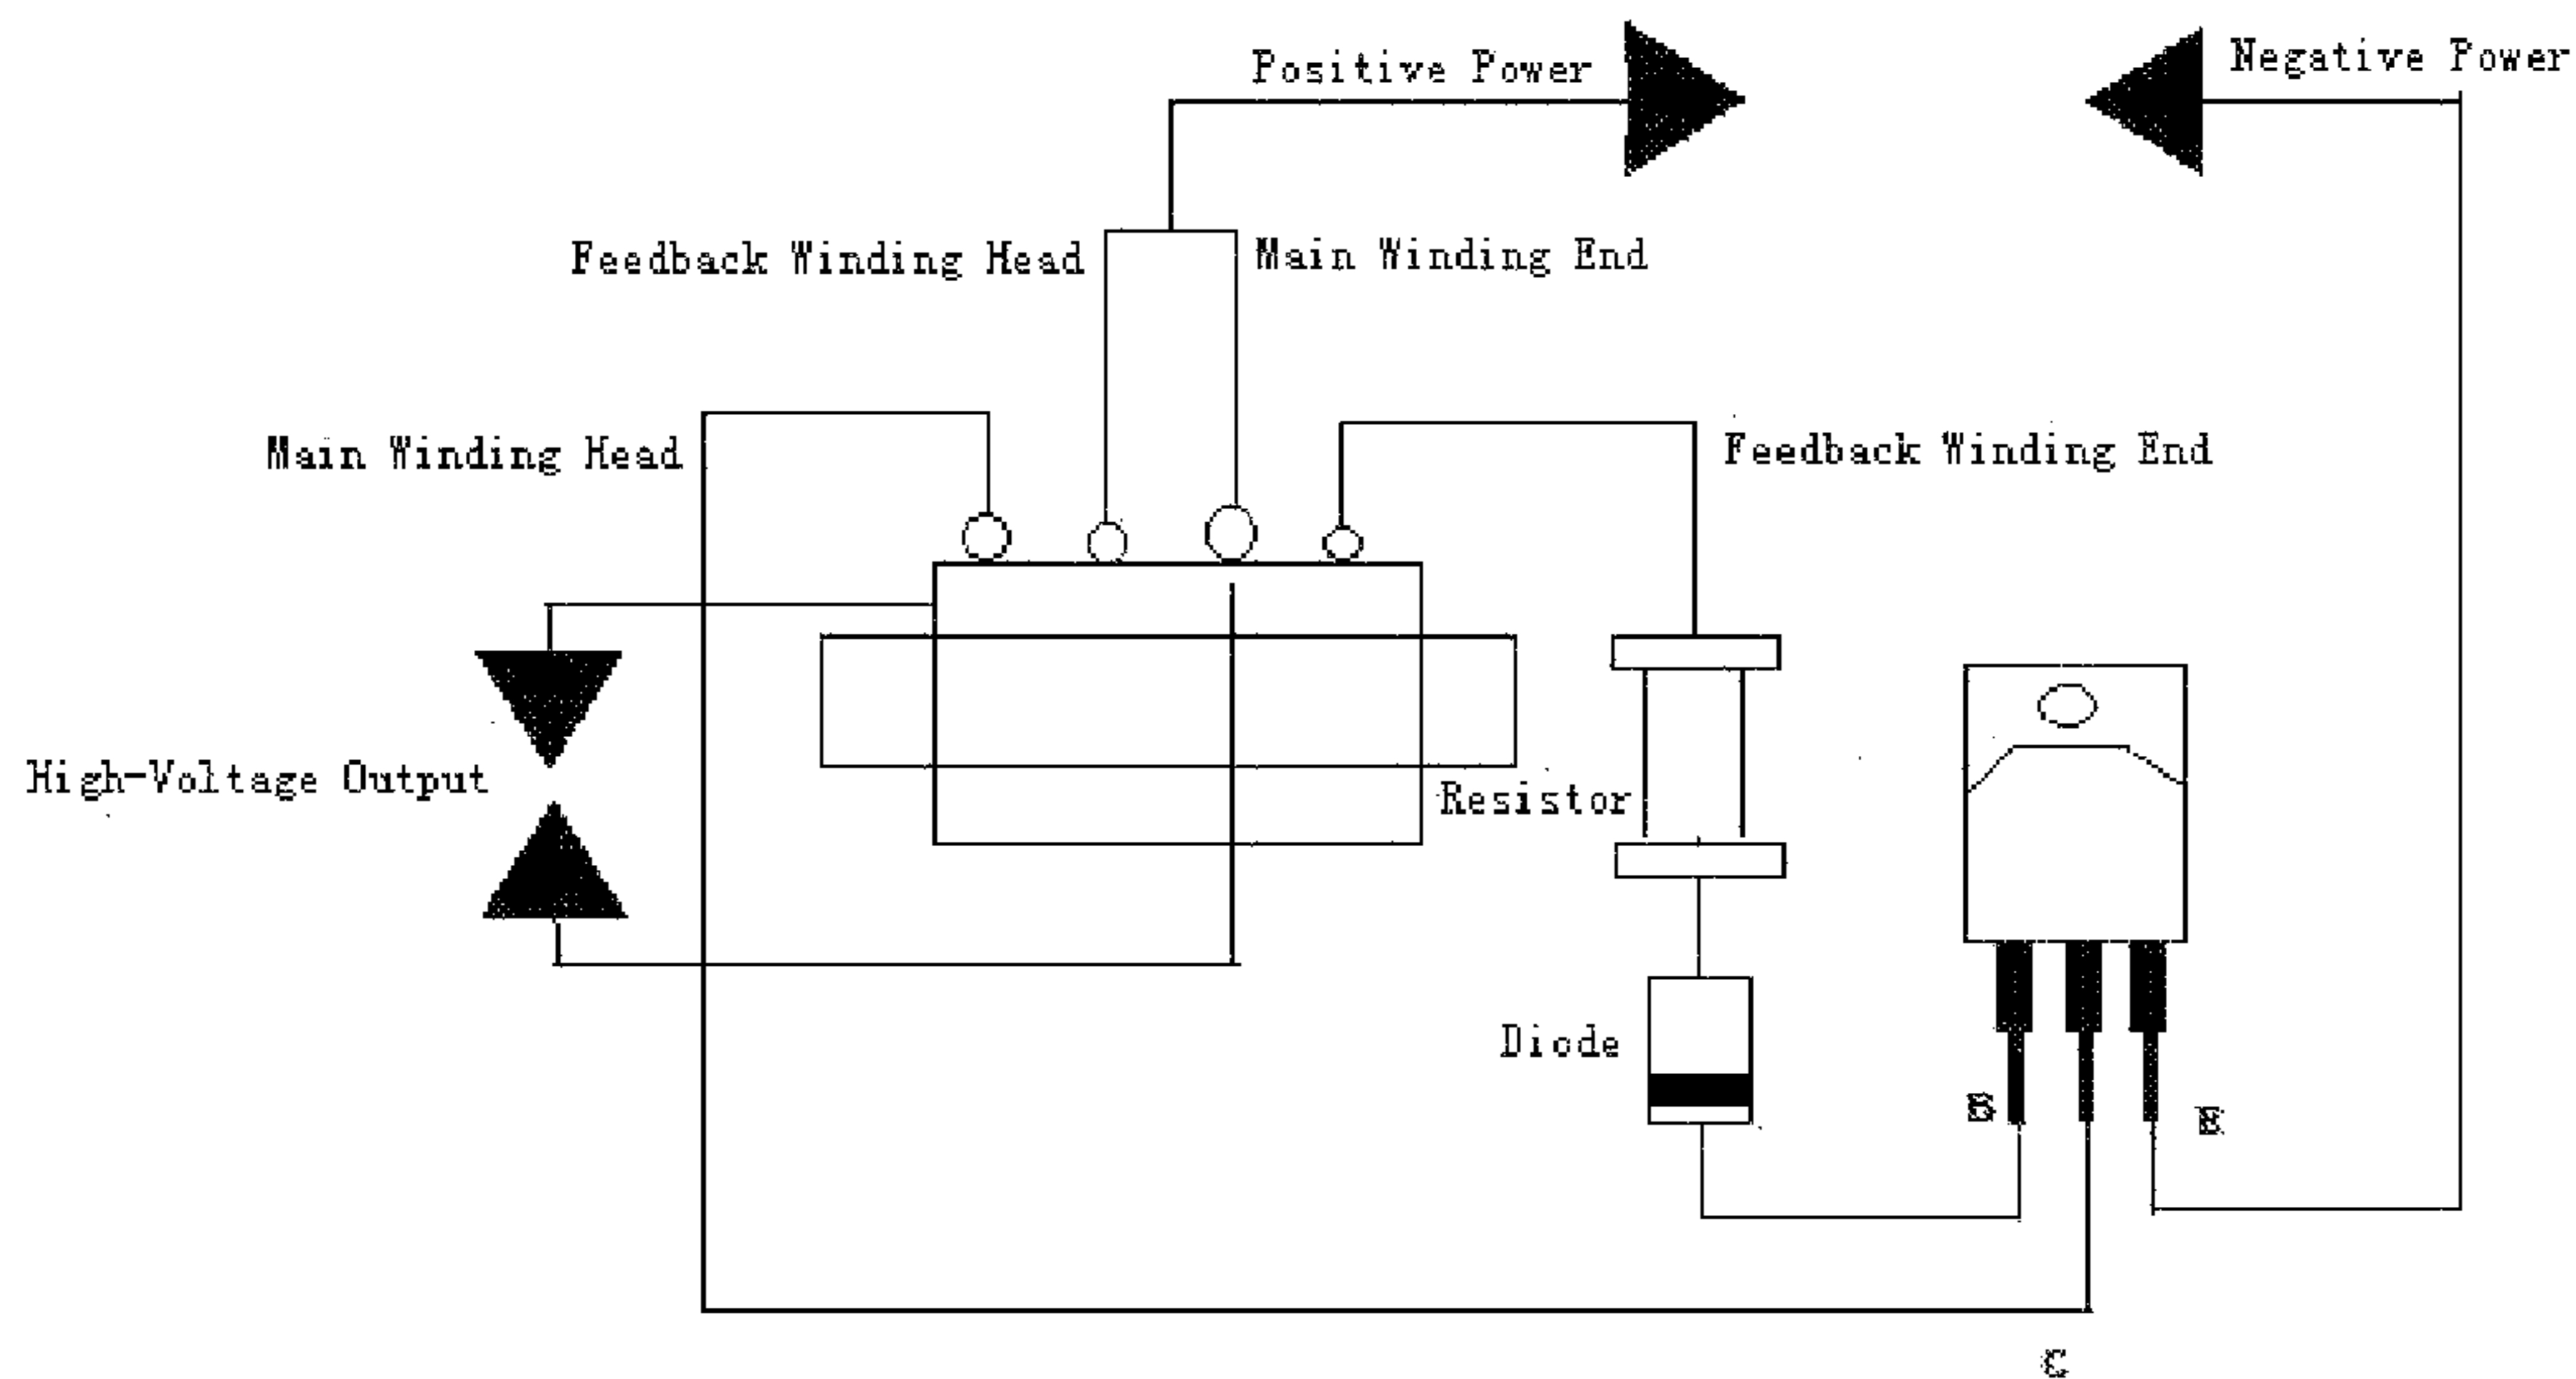 Positive Power
Negative Power
Feedback Winding Head
Main Winding End
Main Winding Head
Feedback Winding End
High-Voltage Output
Resistor
Diode
B
E
C